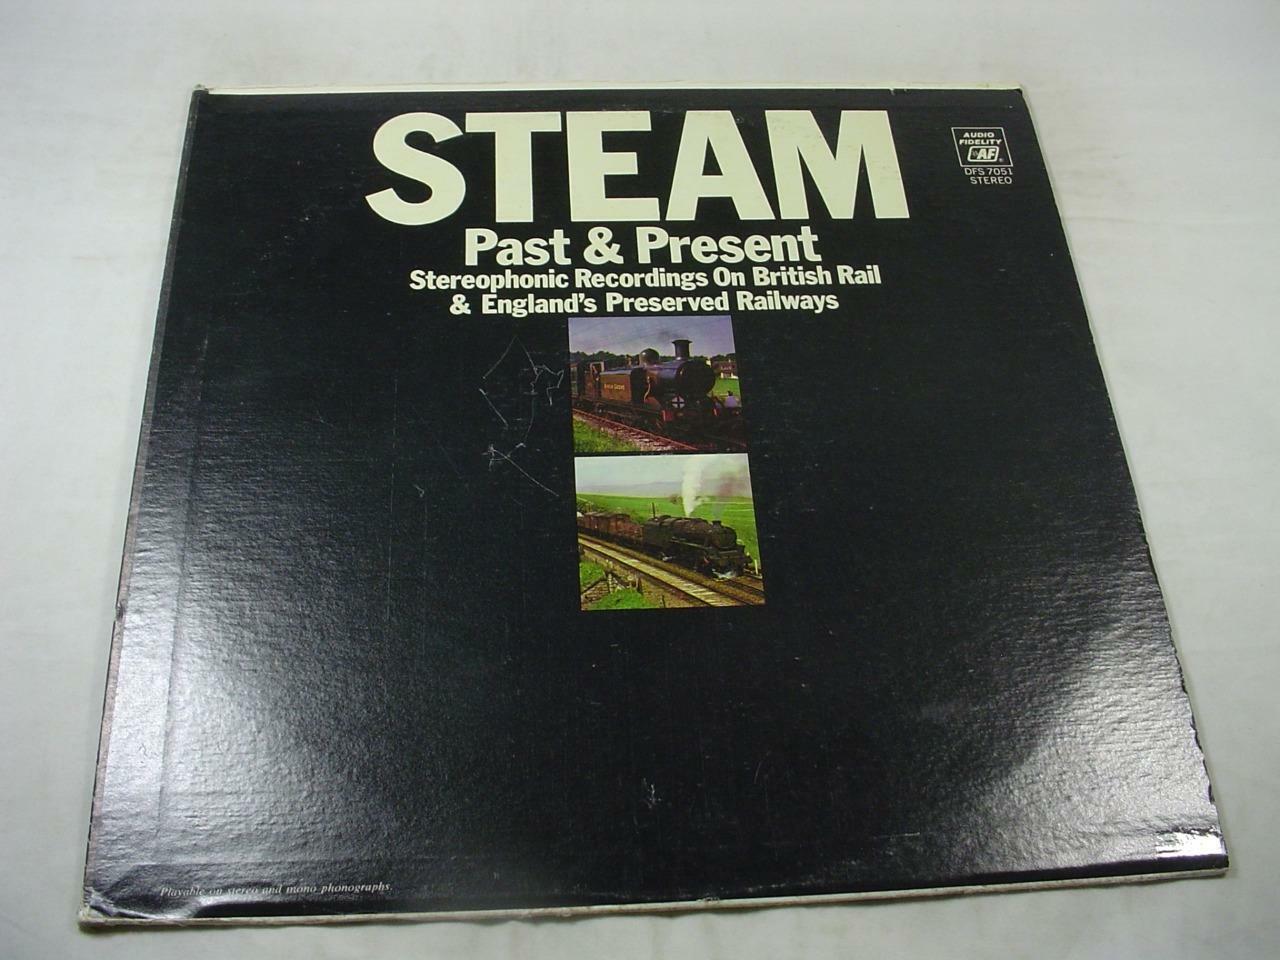 STEAM
Past & Present
Stereophonic Recordings On British Rail
& England's Preserved Railways
AUDIO
FIDELITY
AF
DFS 7051
STEREO
Playable on stereo and mono phonographs.